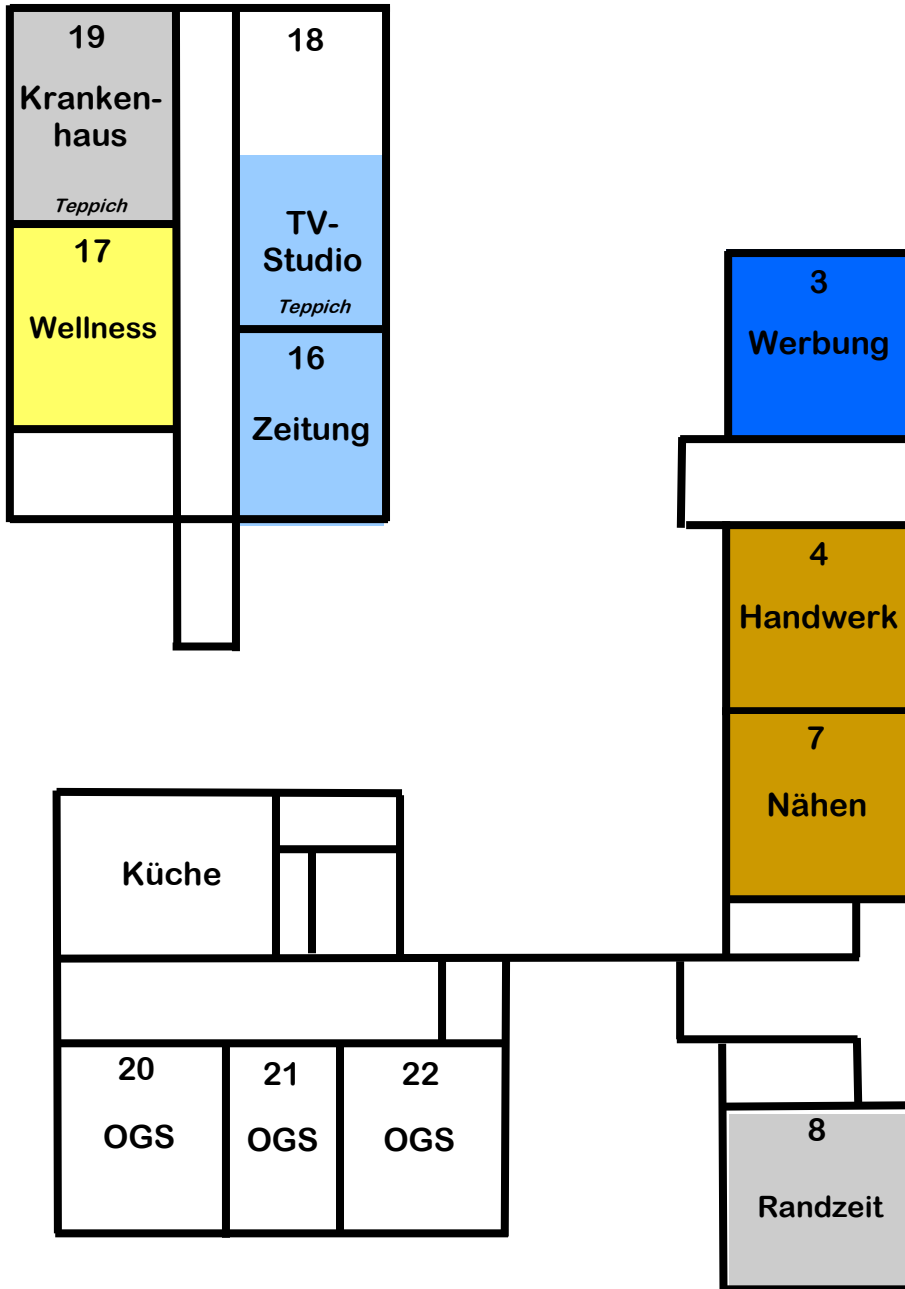 19
Kranken-
haus
Teppich
17
Wellness
18
TV-
Studio
Teppich
16
Zeitung
3
Werbung
4
Handwerk
7
Nähen
Küche
20
OGS
21
OGS
22
OGS
8
Randzeit